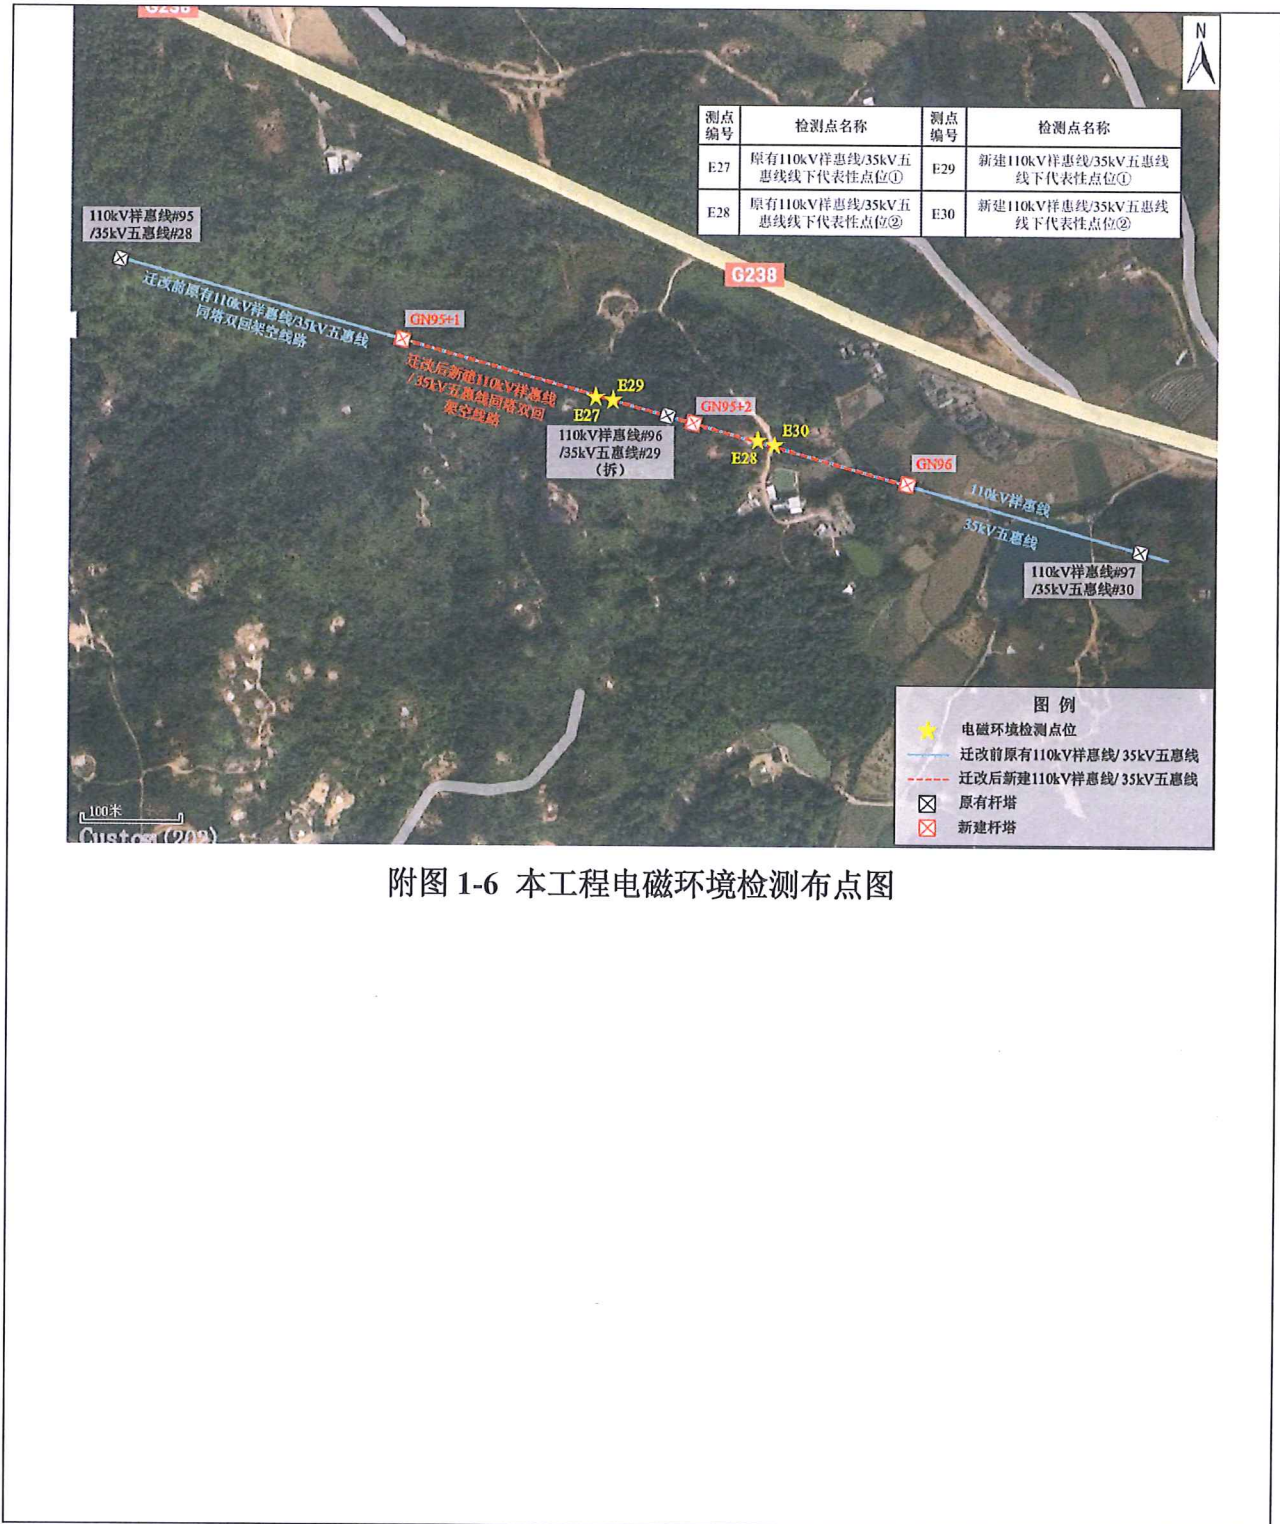 G238
N
测点编号 检测点名称 测点编号 检测点名称
E27 原有110kV祥惠线/35kV五惠线线下代表性点位① E29 新建110kV祥惠线/35kV五惠线线下代表性点位①
E28 原有110kV祥惠线/35kV五惠线线下代表性点位② E30 新建110kV祥惠线/35kV五惠线线下代表性点位②
110kV祥惠线#95
/35kV五惠线#28
G238
迁改前原有110kV祥惠线/35kV五惠线
同塔双回架空线路
GN95+1
迁改后新建110kV祥惠线
/35kV五惠线同塔双回
架空线路
E29
E27
GN95+2
110kV祥惠线#96
/35kV五惠线#29
（拆）
E30
E28
GN96
110kV祥惠线
35kV五惠线
110kV祥惠线#97
/35kV五惠线#30
图 例
电磁环境检测点位
迁改前原有110kV祥惠线/ 35kV五惠线
迁改后新建110kV祥惠线/ 35kV五惠线
原有杆塔
新建杆塔
100米
Custom(202)
附图 1-6 本工程电磁环境检测布点图